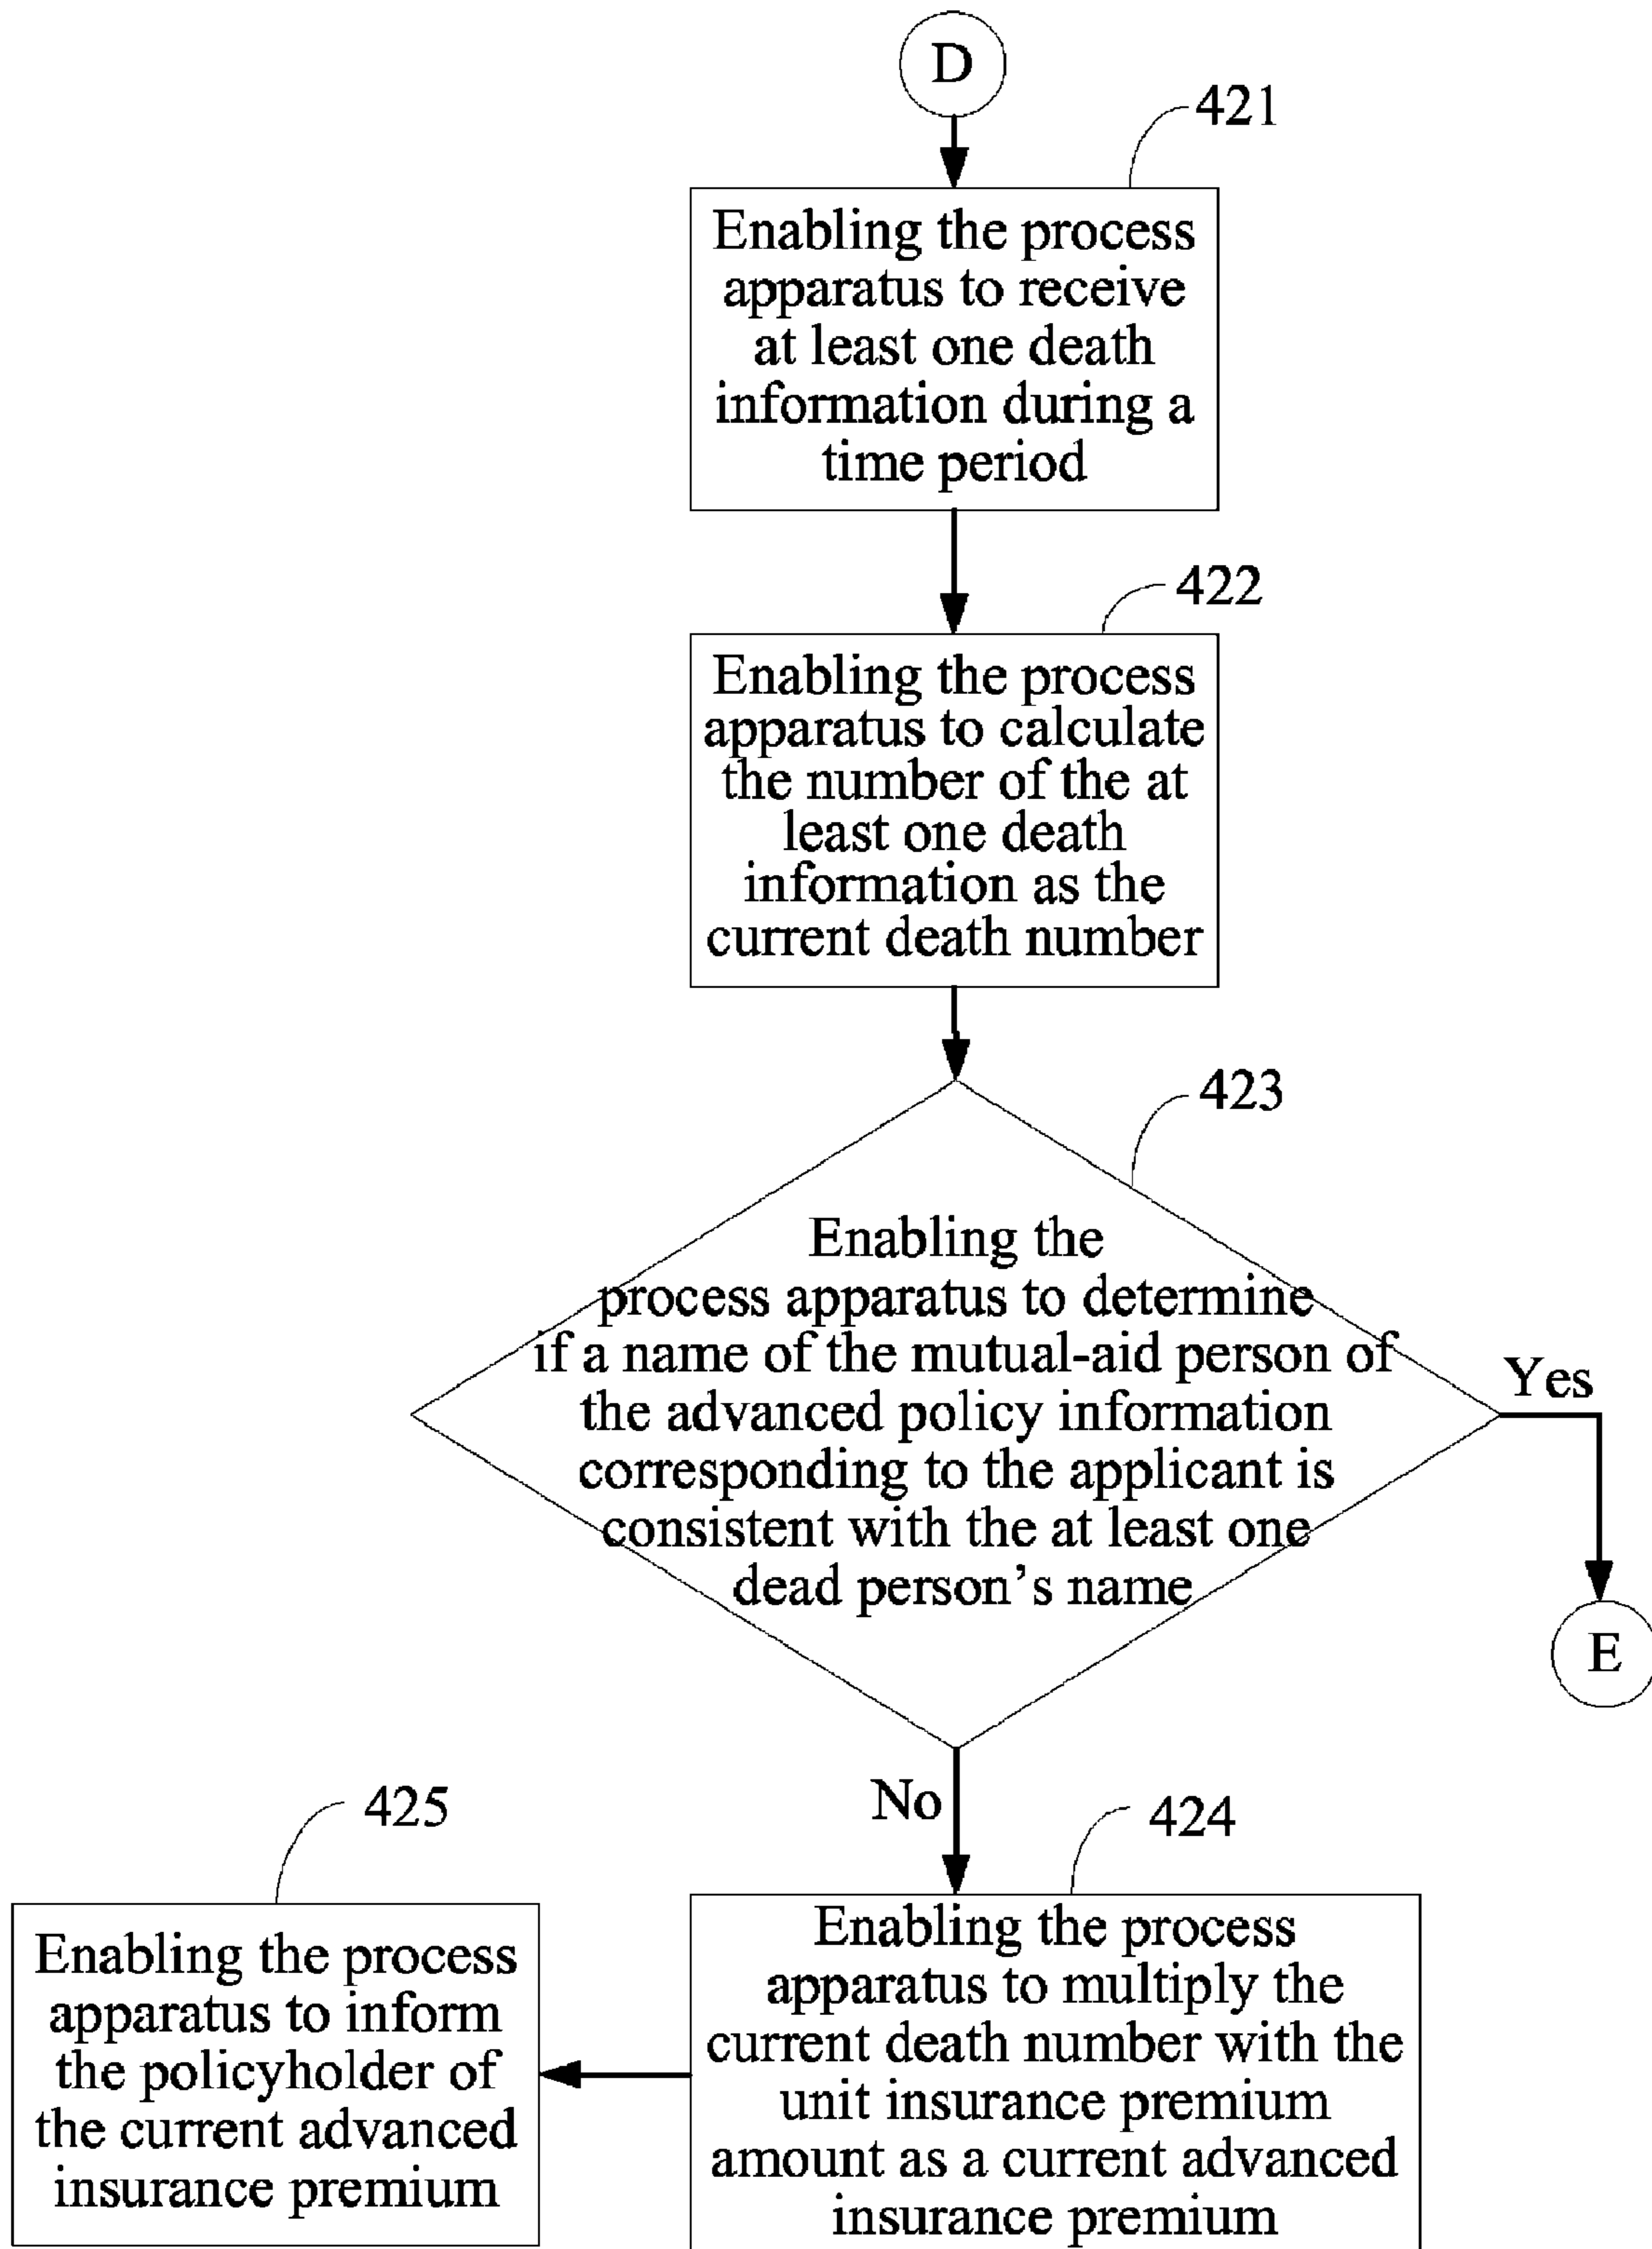 D
421
Enabling the process
apparatus to receive
at least one death
information during a
time period
422
Enabling the process
apparatus to calculate
the number of the at
least one death
information as the
current death number
423
Enabling the
process apparatus to determine
if a name of the mutual-aid person of
the advanced policy information
corresponding to the applicant is
consistent with the at least one
dead person’s name
Yes
E
No
424
Enabling the process
apparatus to multiply the
current death number with the
unit insurance premium
amount as a current advanced
insurance premium
425
Enabling the process
apparatus to inform
the policyholder of
the current advanced
insurance premium